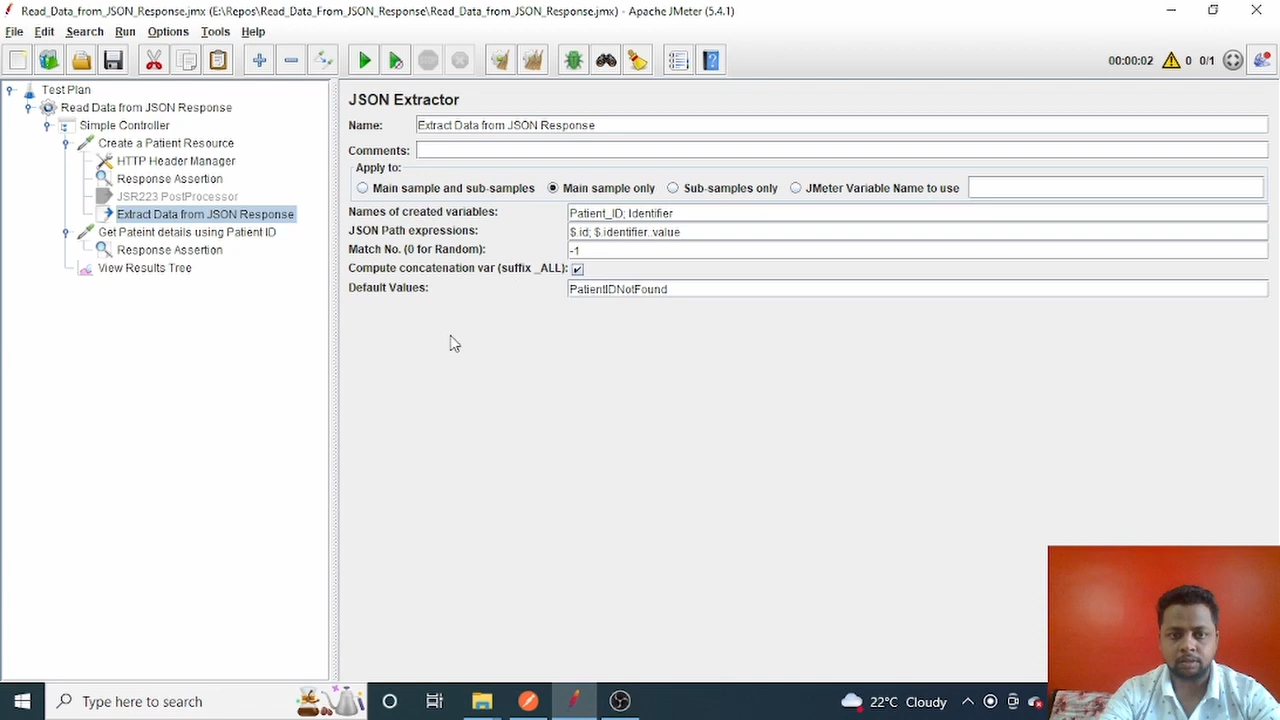 Read_Data_from_JSON_Response.jmx (E:\Repos\Read_Data_From_JSON_Response\Read_Data_from_JSON_Response.jmx) - Apache JMeter (5.4.1)
File Edit Search Run Options Tools Help
00:00:02 0 0/1
Test Plan
Read Data from JSON Response
Simple Controller
Create a Patient Resource
HTTP Header Manager
Response Assertion
JSR223 PostProcessor
Extract Data from JSON Response
Get Pateint details using Patient ID
Response Assertion
View Results Tree
JSON Extractor
Name: Extract Data from JSON Response
Comments:
Apply to:
Main sample and sub-samples Main sample only Sub-samples only JMeter Variable Name to use
Names of created variables: Patient_ID; Identifier
JSON Path expressions: $.id; $.identifier..value
Match No. (0 for Random): -1
Compute concatenation var (suffix _ALL):
Default Values: PatientIDNotFound
Type here to search
22°C Cloudy